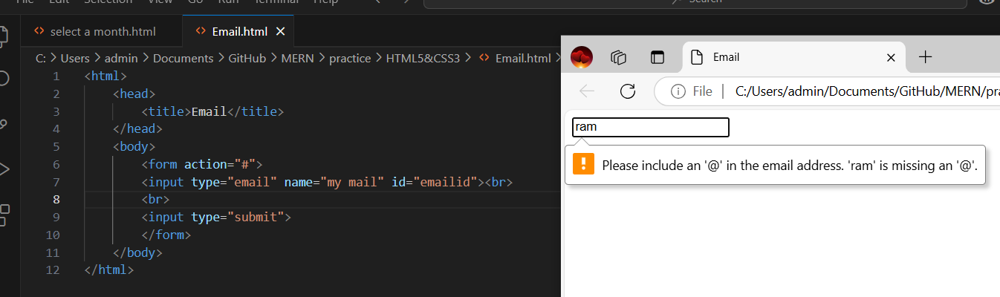 File Edit Selection View Go Run Terminal Help Search
select a month.html Email.html
C: > Users > admin > Documents > GitHub > MERN > practice > HTML5&CSS3 > Email.html >
1 <html>
2 <head>
3 <title>Email</title>
4 </head>
5 <body>
6 <form action="#">
7 <input type="email" name="my mail" id="emailid"><br>
8 <br>
9 <input type="submit">
10 </form>
11 </body>
12 </html>
Email
File | C:/Users/admin/Documents/GitHub/MERN/pra
ram
Please include an '@' in the email address. 'ram' is missing an '@'.